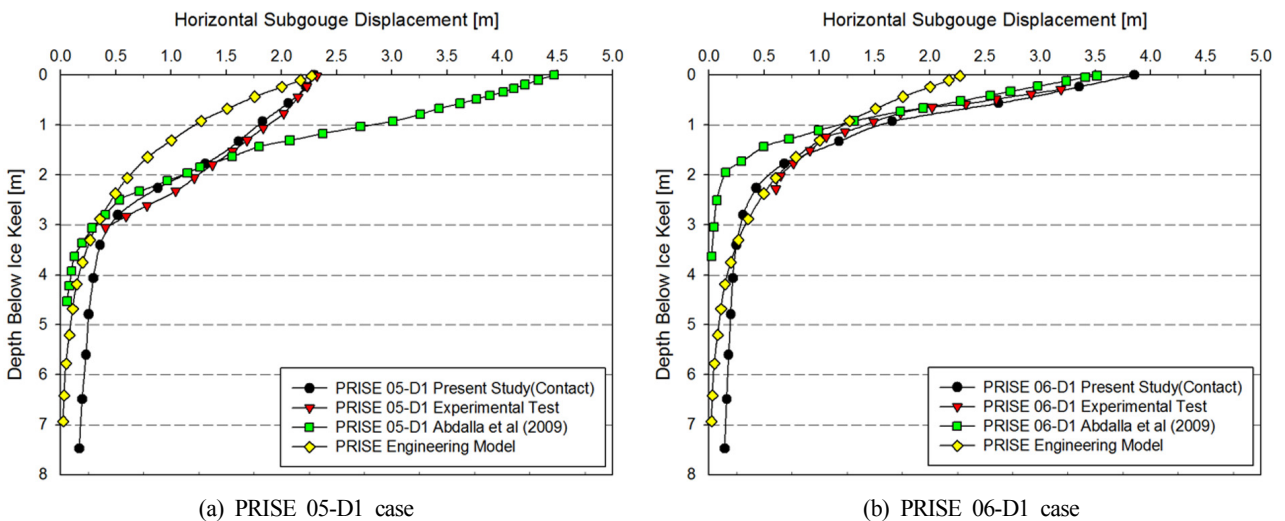 Horizontal Subgouge Displacement [m]
0.0 0.5 1.0 1.5 2.0 2.5 3.0 3.5 4.0 4.5 5.0
Depth Below Ice Keel [m]
0
1
2
3
4
5
6
7
8
PRISE 05-D1 Present Study(Contact)
PRISE 05-D1 Experimental Test
PRISE 05-D1 Abdalla et al (2009)
PRISE Engineering Model
(a) PRISE 05-D1 case
Horizontal Subgouge Displacement [m]
0.0 0.5 1.0 1.5 2.0 2.5 3.0 3.5 4.0 4.5 5.0
Depth Below Ice Keel [m]
0
1
2
3
4
5
6
7
8
PRISE 06-D1 Present Study(Contact)
PRISE 06-D1 Experimental Test
PRISE 06-D1 Abdalla et al (2009)
PRISE Engineering Model
(b) PRISE 06-D1 case